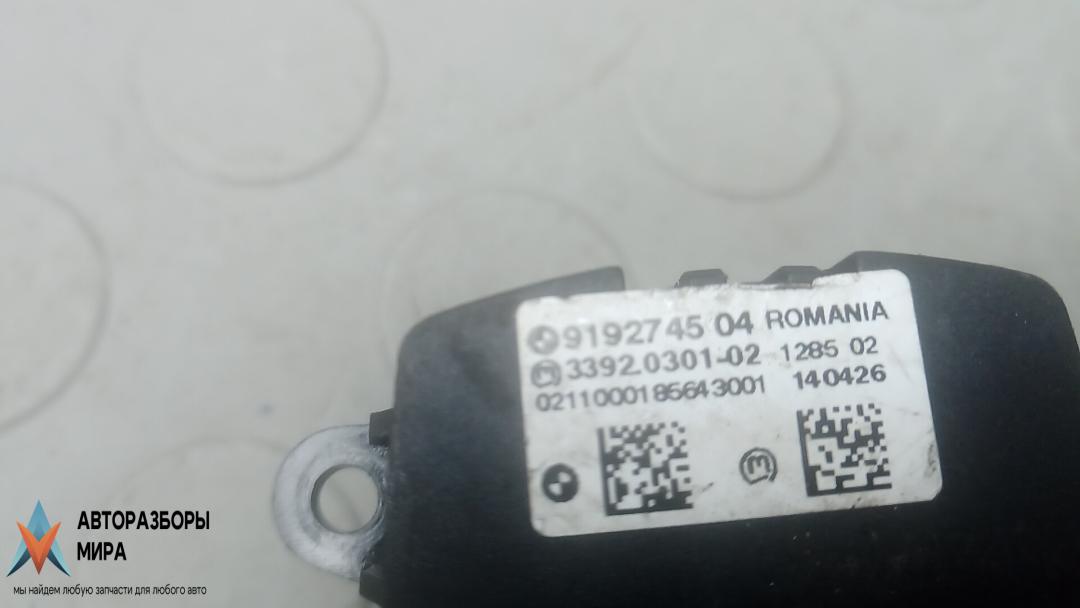 9192745 04 ROMANIA
3392.0301-02 1285 02
0211000185643001 140426
АВТОРАЗБОРЫ
МИРА
мы найдем любую запчасти для любого авто